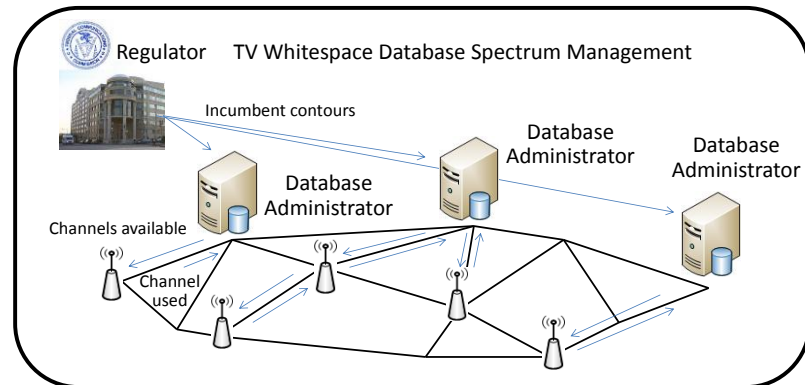 Regulator
TV Whitespace Database Spectrum Management
Incumbent contours
Database
Administrator
Database
Administrator
Database
Administrator
Channels available
Channel
used